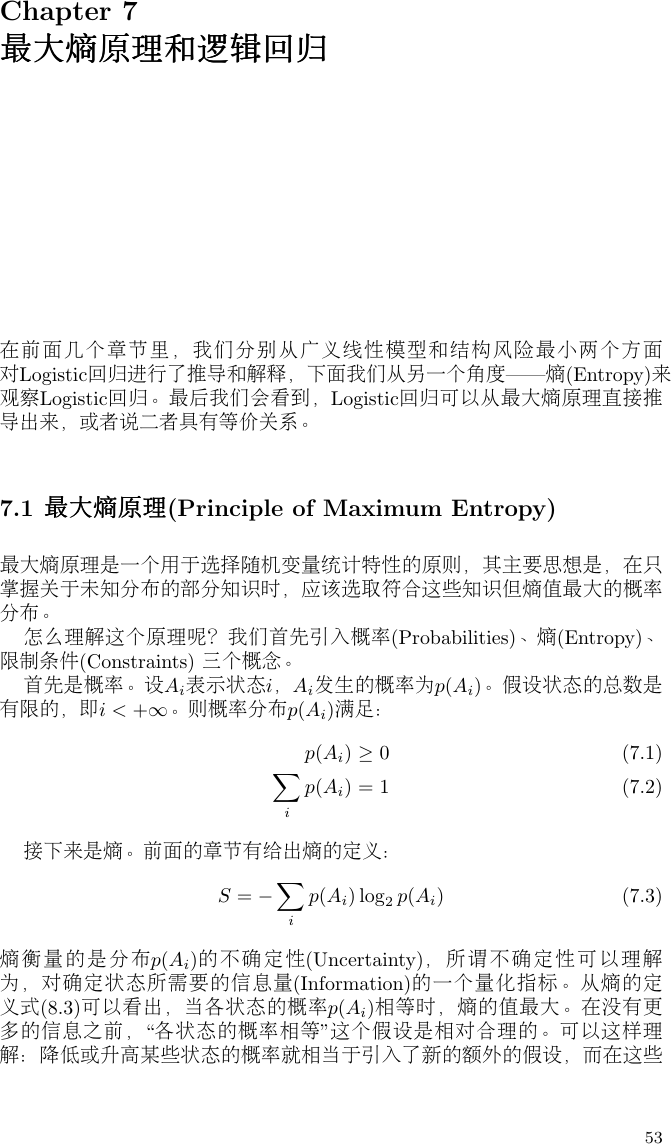 Chapter 7
最大熵原理和逻辑回归
在前面几个章节里，我们分别从广义线性模型和结构风险最小两个方面
对Logistic回归进行了推导和解释，下面我们从另一个角度——熵(Entropy)来
观察Logistic回归。最后我们会看到，Logistic回归可以从最大熵原理直接推
导出来，或者说二者具有等价关系。
7.1 最大熵原理(Principle of Maximum Entropy)
最大熵原理是一个用于选择随机变量统计特性的原则，其主要思想是，在只
掌握关于未知分布的部分知识时，应该选取符合这些知识但熵值最大的概率
分布。
怎么理解这个原理呢？我们首先引入概率(Probabilities)、熵(Entropy)、
限制条件(Constraints) 三个概念。
首先是概率。设$A_i$表示状态$i$，$A_i$发生的概率为$p(A_i)$。假设状态的总数是
有限的，即$i < +\infty$。则概率分布$p(A_i)$满足：
$p(A_i) \geq 0$ (7.1)
$\sum_i p(A_i) = 1$ (7.2)
接下来是熵。前面的章节有给出熵的定义：
$S = -\sum_i p(A_i) \log_2 p(A_i)$ (7.3)
熵衡量的是分布$p(A_i)$的不确定性(Uncertainty)，所谓不确定性可以理解
为，对确定状态所需要的信息量(Information)的一个量化指标。从熵的定
义式(8.3)可以看出，当各状态的概率$p(A_i)$相等时，熵的值最大。在没有更
多的信息之前，“各状态的概率相等”这个假设是相对合理的。可以这样理
解：降低或升高某些状态的概率就相当于引入了新的额外的假设，而在这些
53